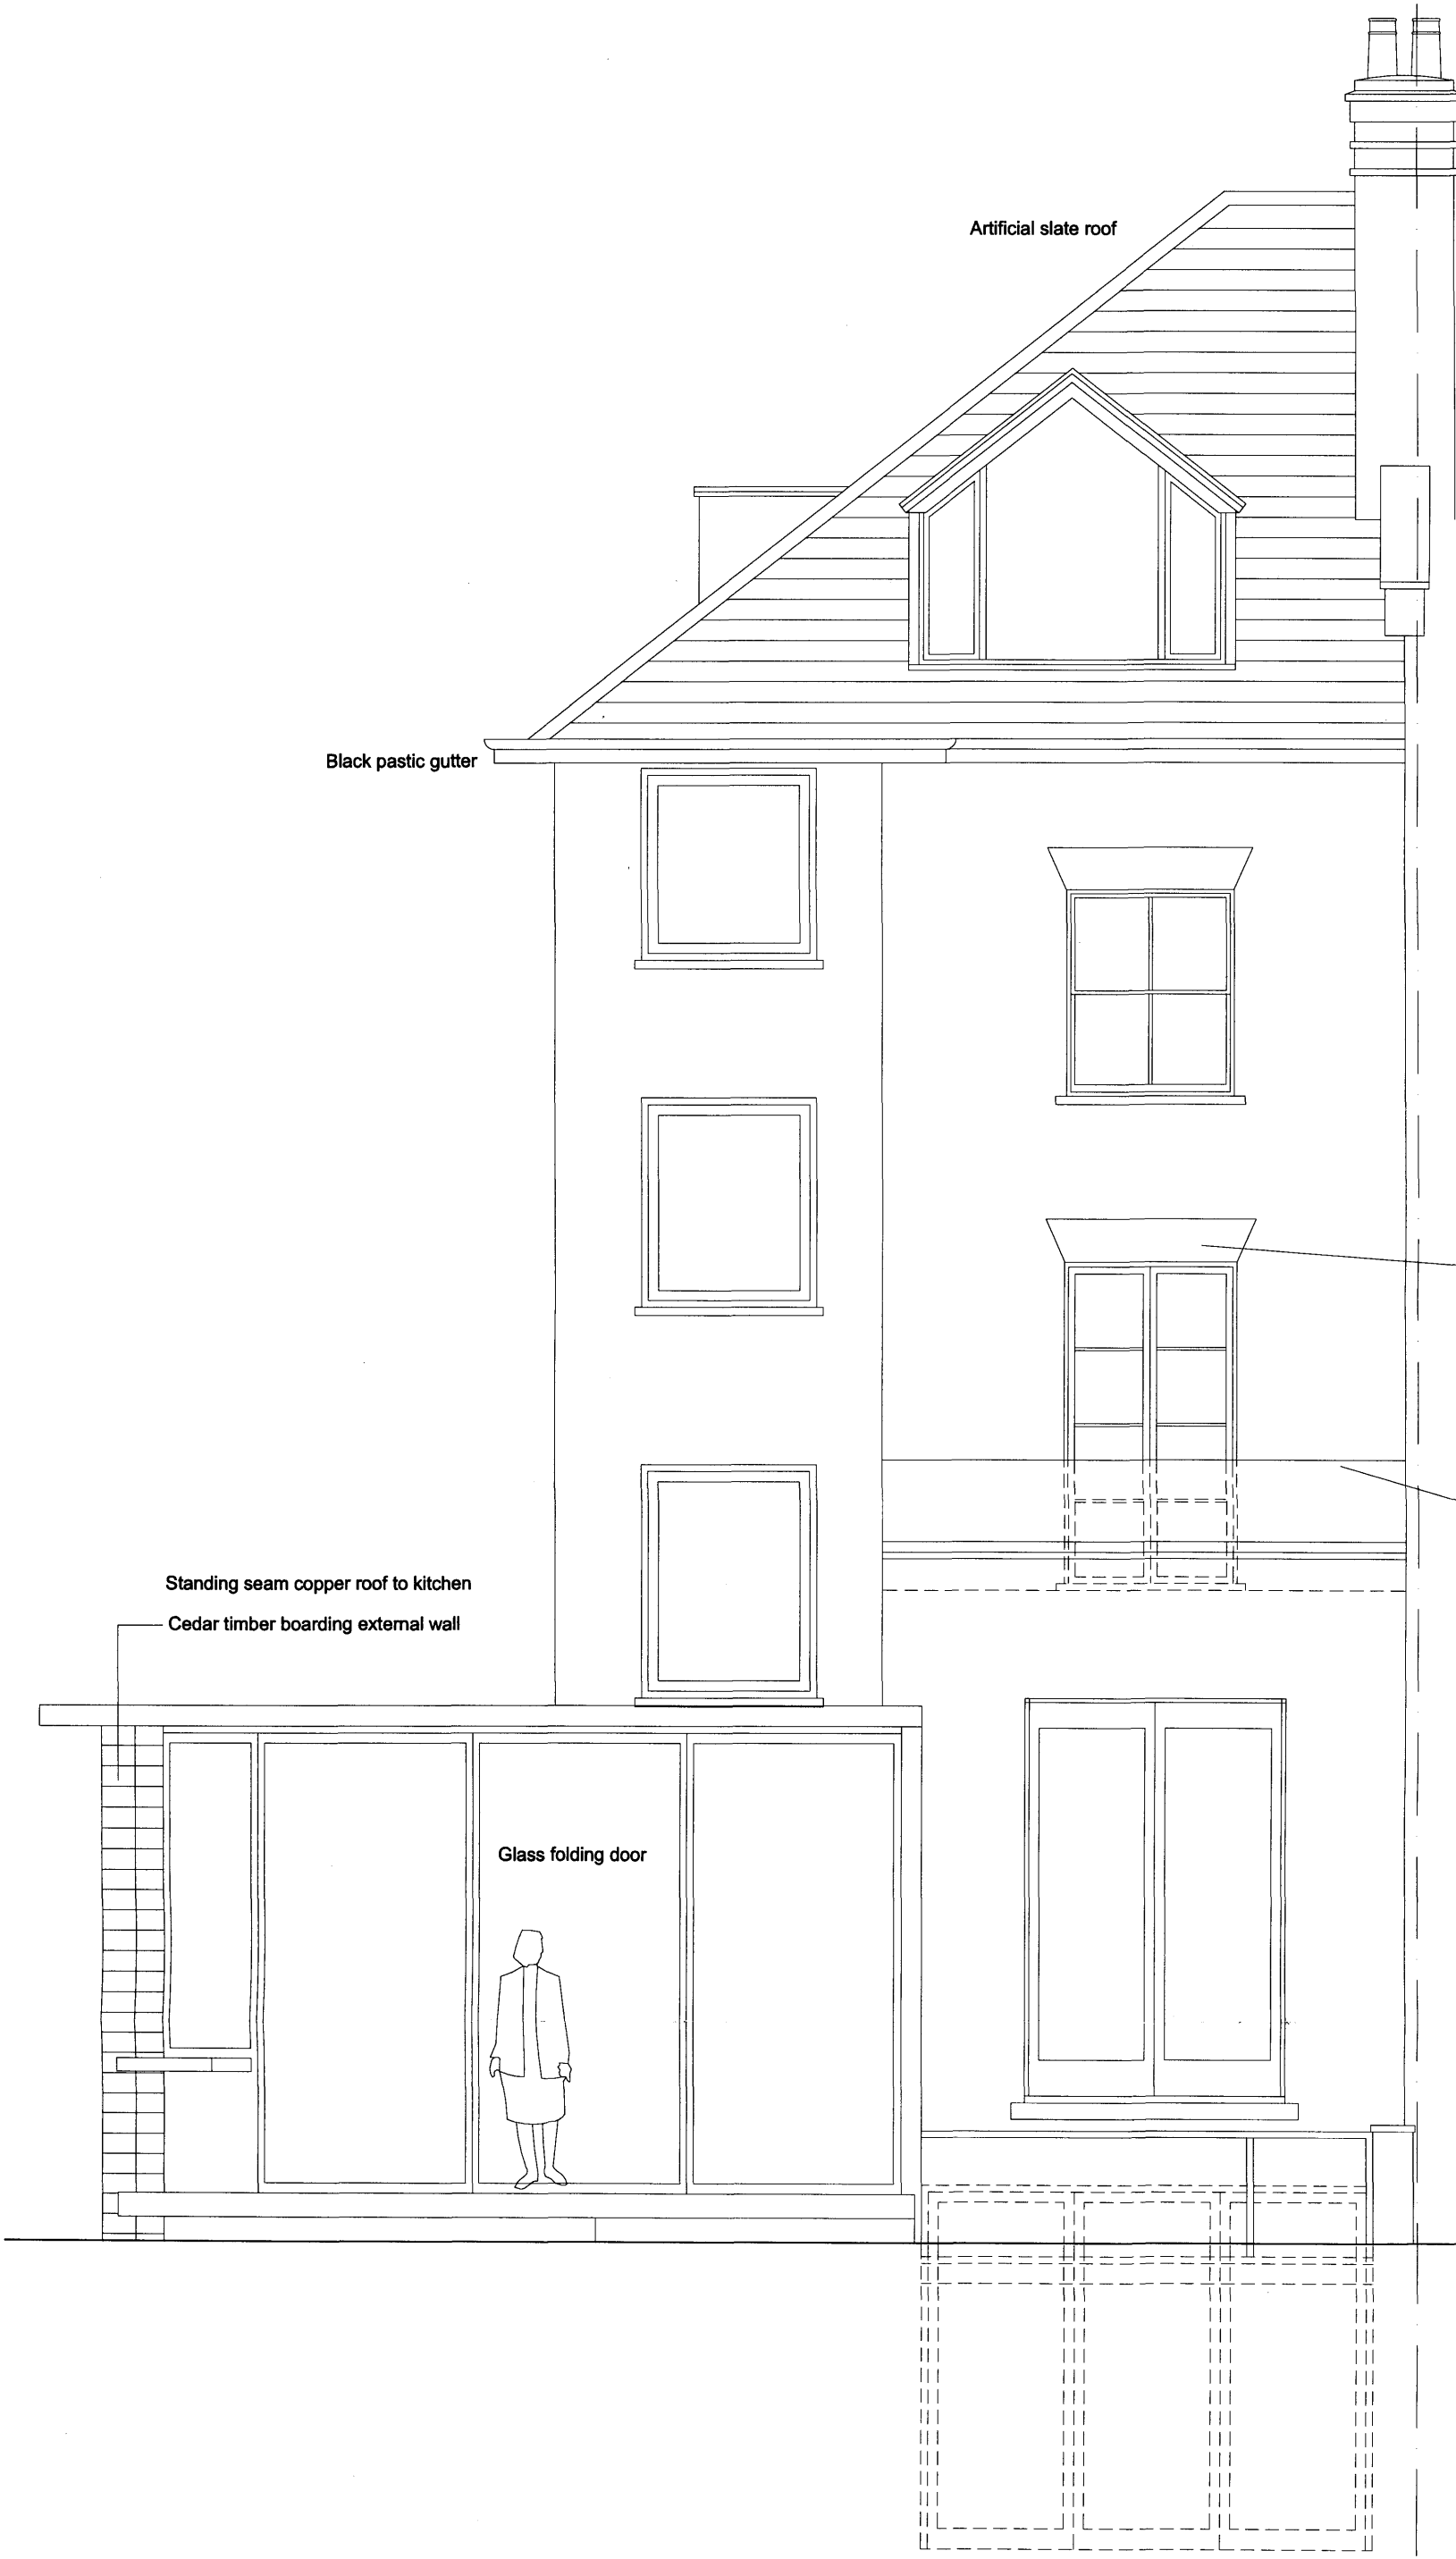 Artificial slate roof
Black pastic gutter
Standing seam copper roof to kitchen
Cedar timber boarding external wall
Glass folding door